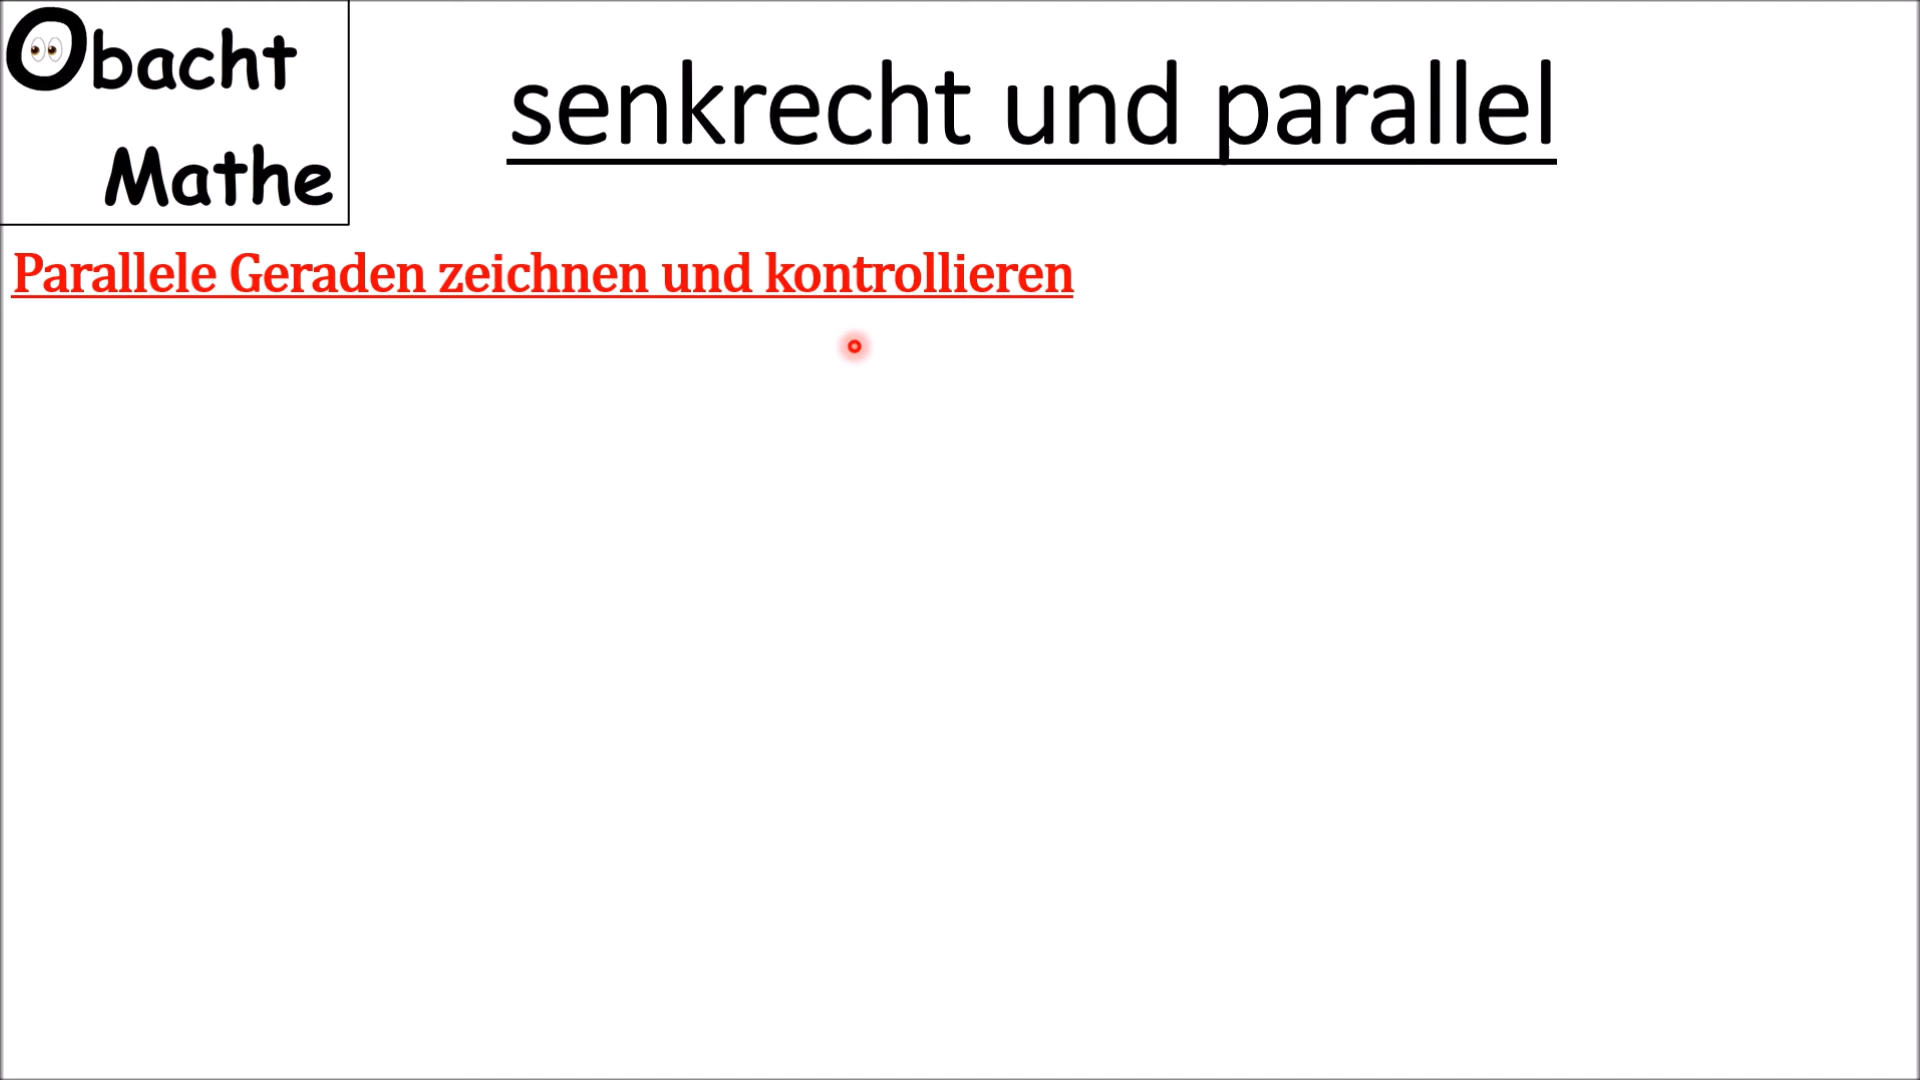 Obacht
Mathe
senkrecht und parallel
Parallele Geraden zeichnen und kontrollieren